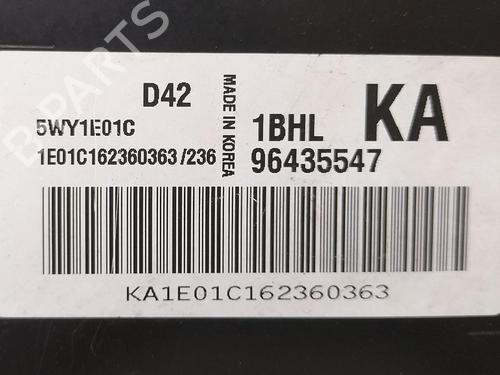 D42
5WY1E01C
1E01C162360363 /236
MADE IN KOREA
1BHL
KA
96435547
KA1E01C162360363
B-PARTS